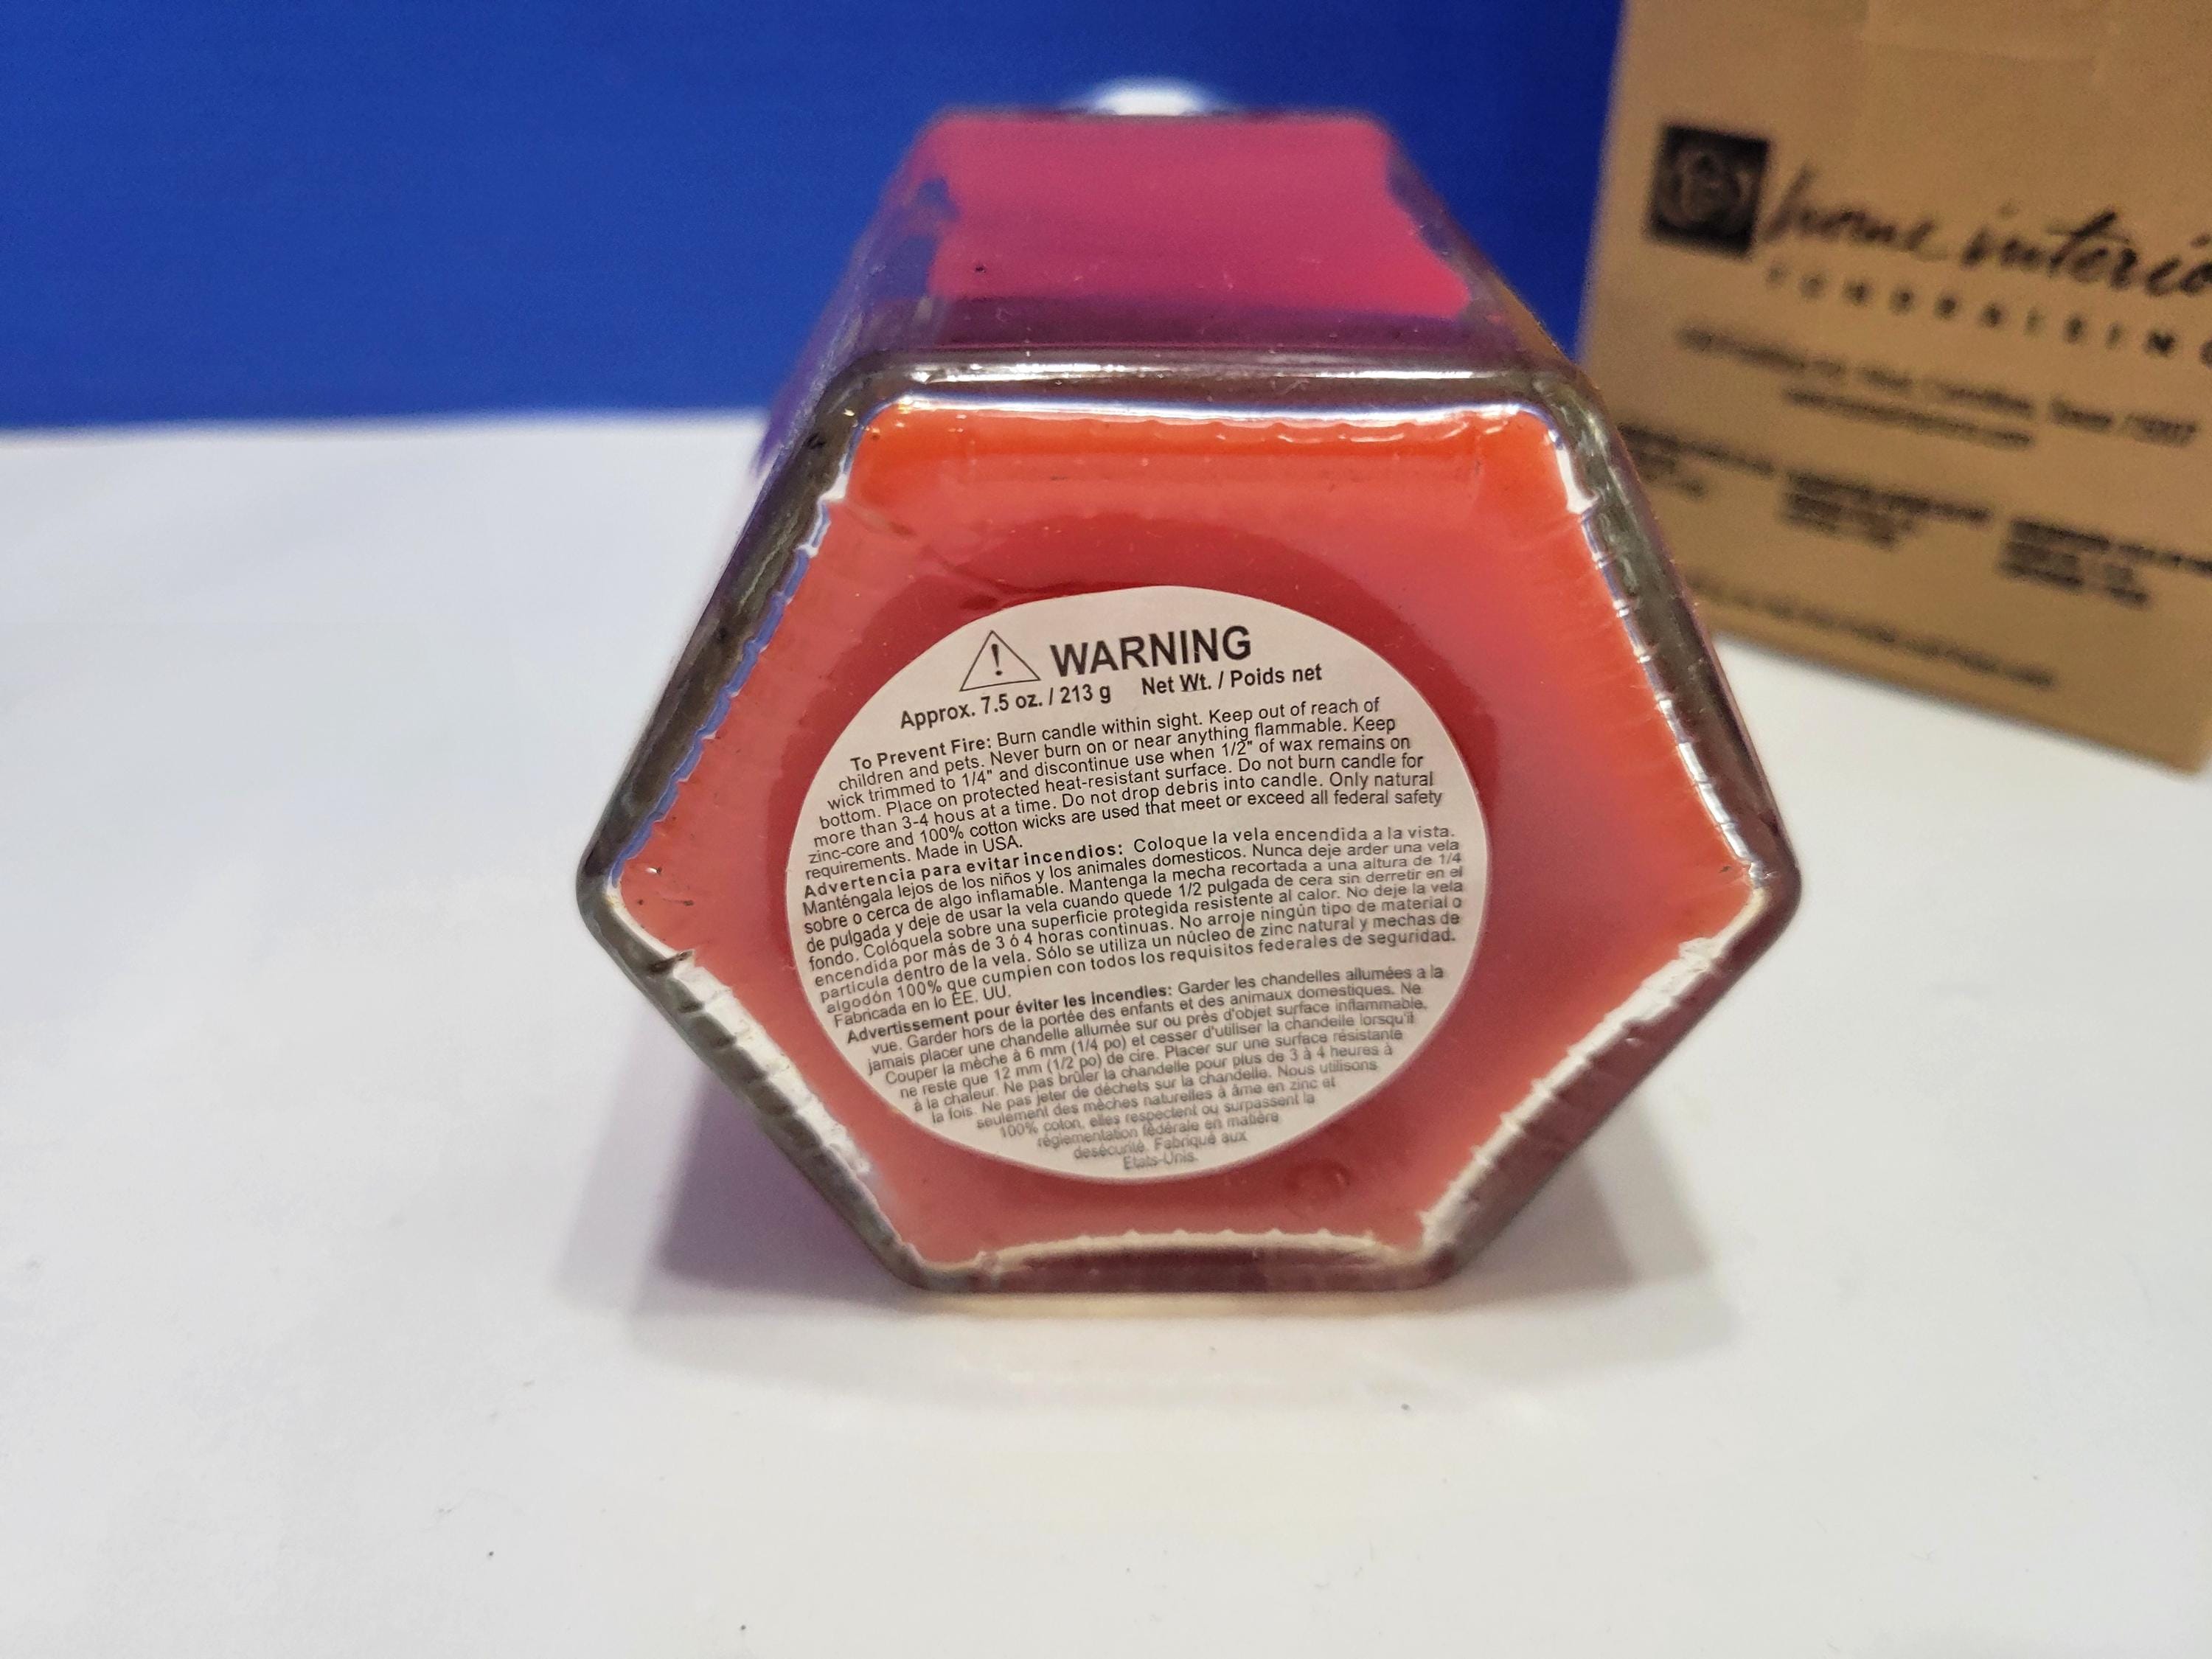 WARNING
Approx. 7.5 oz. / 213 g Net Wt. / Poids net
To Prevent Fire: Burn candle within sight. Keep out of reach of
children and pets. Never burn on or near anything flammable. Keep
wick trimmed to 1/4" and discontinue use when 1/2" of wax remains on
bottom. Place on protected heat-resistant surface. Do not burn candle for
more than 3-4 hous at a time. Do not drop debris into candle. Only natural
zinc-core and 100% cotton wicks are used that meet or exceed all federal safety
requirements. Made in USA.
Advertencia para evitar incendios: Coloque la vela encendida a la vista.
Manténgala lejos de los niños y los animales domesticos. Nunca deje arder una vela
sobre o cerca de algo inflamable. Mantenga la mecha recortada a una altura de 1/4
de pulgada y deje de usar la vela cuando quede 1/2 pulgada de cera sin derretir en el
fondo. Colóquela sobre una superficie protegida resistente al calor. No deje la vela
encendida por más de 3 ó 4 horas continuas. No arroje ningún tipo de material o
particula dentro de la vela. Sólo se utiliza un núcleo de zinc natural y mechas de
algodón 100% que cumplen con todos los requisitos federales de seguridad.
Fabricada en lo EE. UU.
Advertissement pour éviter les incendies: Garder les chandelles allumées a la
vue. Garder hors de la portée des enfants et des animaux domestiques. Ne
jamais placer une chandelle allumée sur ou près d'objet surface inflammable.
Couper la mèche à 6 mm (1/4 po) et cesser d'utiliser la chandelle lorsqu'il
ne reste que 12 mm (1/2 po) de cire. Placer sur une surface résistante
à la chaleur. Ne pas brûler la chandelle pour plus de 3 à 4 heures à
la fois. Ne pas jeter de déchets sur la chandelle. Nous utilisons
seulement des mèches naturelles à âme en zinc et
100% coton, elles respectent ou surpassent la
réglementation fédérale en matière
desécurité. Fabriqué aux
Etats-Unis.
home interio
FUNDRAISING